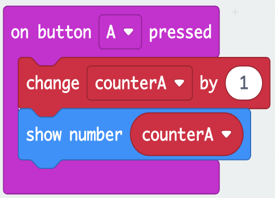 on button A pressed
change counterA by 1
show number counterA